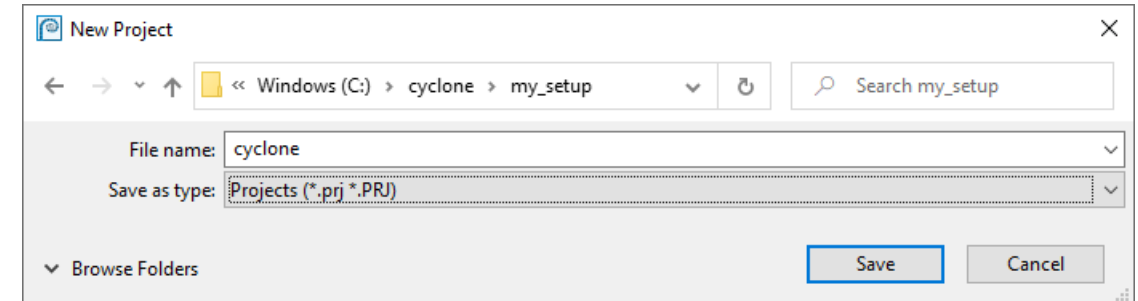 New Project
« Windows (C:) > cyclone > my_setup Search my_setup
File name: cyclone
Save as type: Projects (*.prj *.PRJ)
Browse Folders Save Cancel